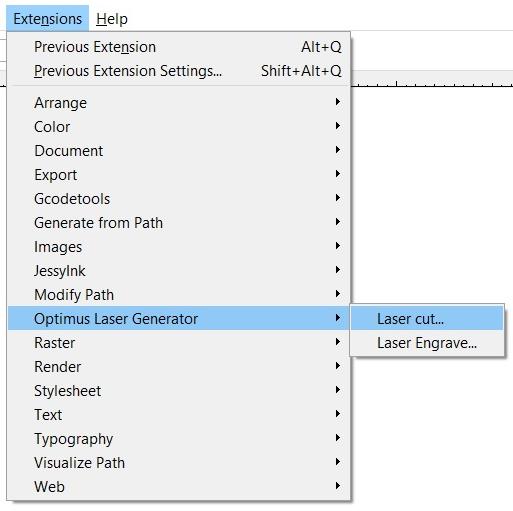 Extensions Help
Previous Extension Alt+Q
Previous Extension Settings... Shift+Alt+Q
Arrange
Color
Document
Export
Gcodetools
Generate from Path
Images
JessyInk
Modify Path
Optimus Laser Generator Laser cut...
Raster Laser Engrave...
Render
Stylesheet
Text
Typography
Visualize Path
Web